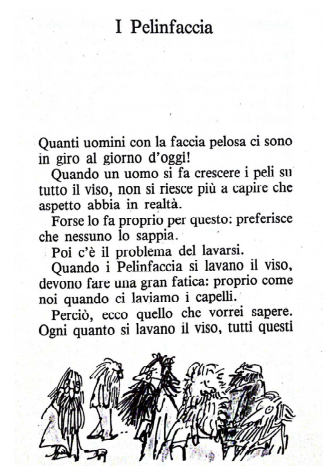 I Pelinfaccia
Quanti uomini con la faccia pelosa ci sono
in giro al giorno d'oggi!
Quando un uomo si fa crescere i peli su
tutto il viso, non si riesce più a capire che
aspetto abbia in realtà.
Forse lo fa proprio per questo: preferisce
che nessuno lo sappia.
Poi c'è il problema del lavarsi.
Quando i Pelinfaccia si lavano il viso,
devono fare una gran fatica: proprio come
noi quando ci laviamo i capelli.
Perciò, ecco quello che vorrei sapere.
Ogni quanto si lavano il viso, tutti questi